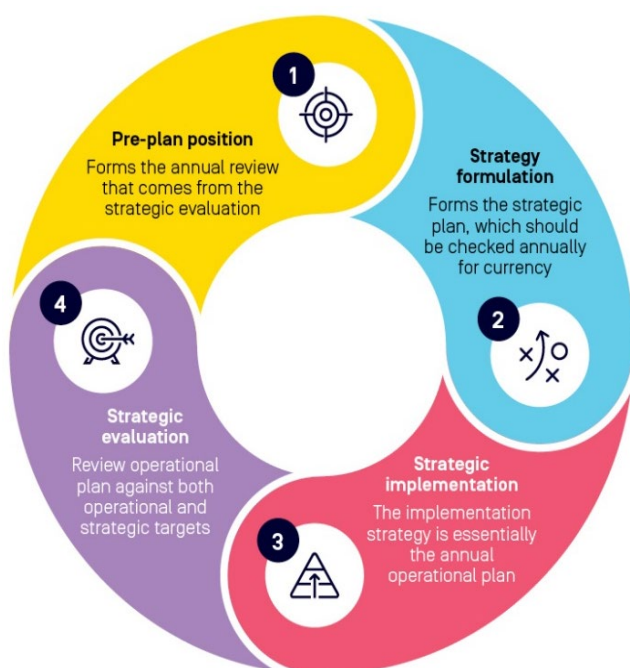 1
Pre-plan position
Forms the annual review
that comes from the
strategic evaluation
Strategy
formulation
Forms the strategic
plan, which should
be checked annually
for currency
2
Strategic
implementation
The implementation
strategy is essentially
the annual
operational plan
3
4
Strategic
evaluation
Review operational
plan against both
operational and
strategic targets